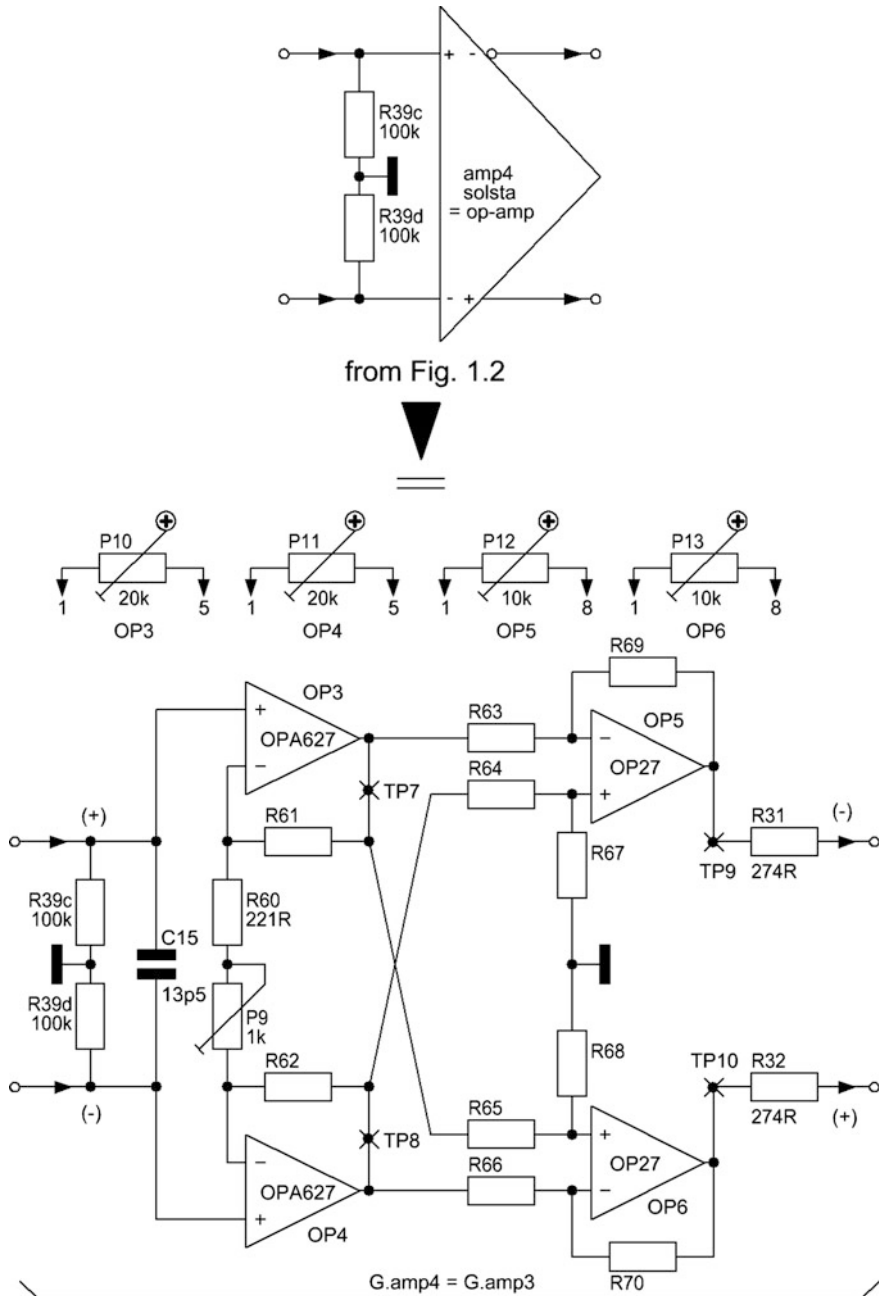 + -
R39c
100k
amp4
solsta
= op-amp
R39d
100k
- +
from Fig. 1.2
P10
1 20k 5
OP3
P11
1 20k 5
OP4
P12
1 10k 8
OP5
P13
1 10k 8
OP6
R69
OP3
+
OPA627
-
R63
OP5
-
OP27
+
R64
TP7
(+)
R61
R31
(-)
TP9
274R
R67
R39c
100k
R60
221R
C15
13p5
R39d
100k
P9
1k
R68
R62
TP10
R32
(-)
274R
(+)
R65
TP8
+
OP27
-
R66
-
OPA627
+
OP4
OP6
R70
G.amp4 = G.amp3